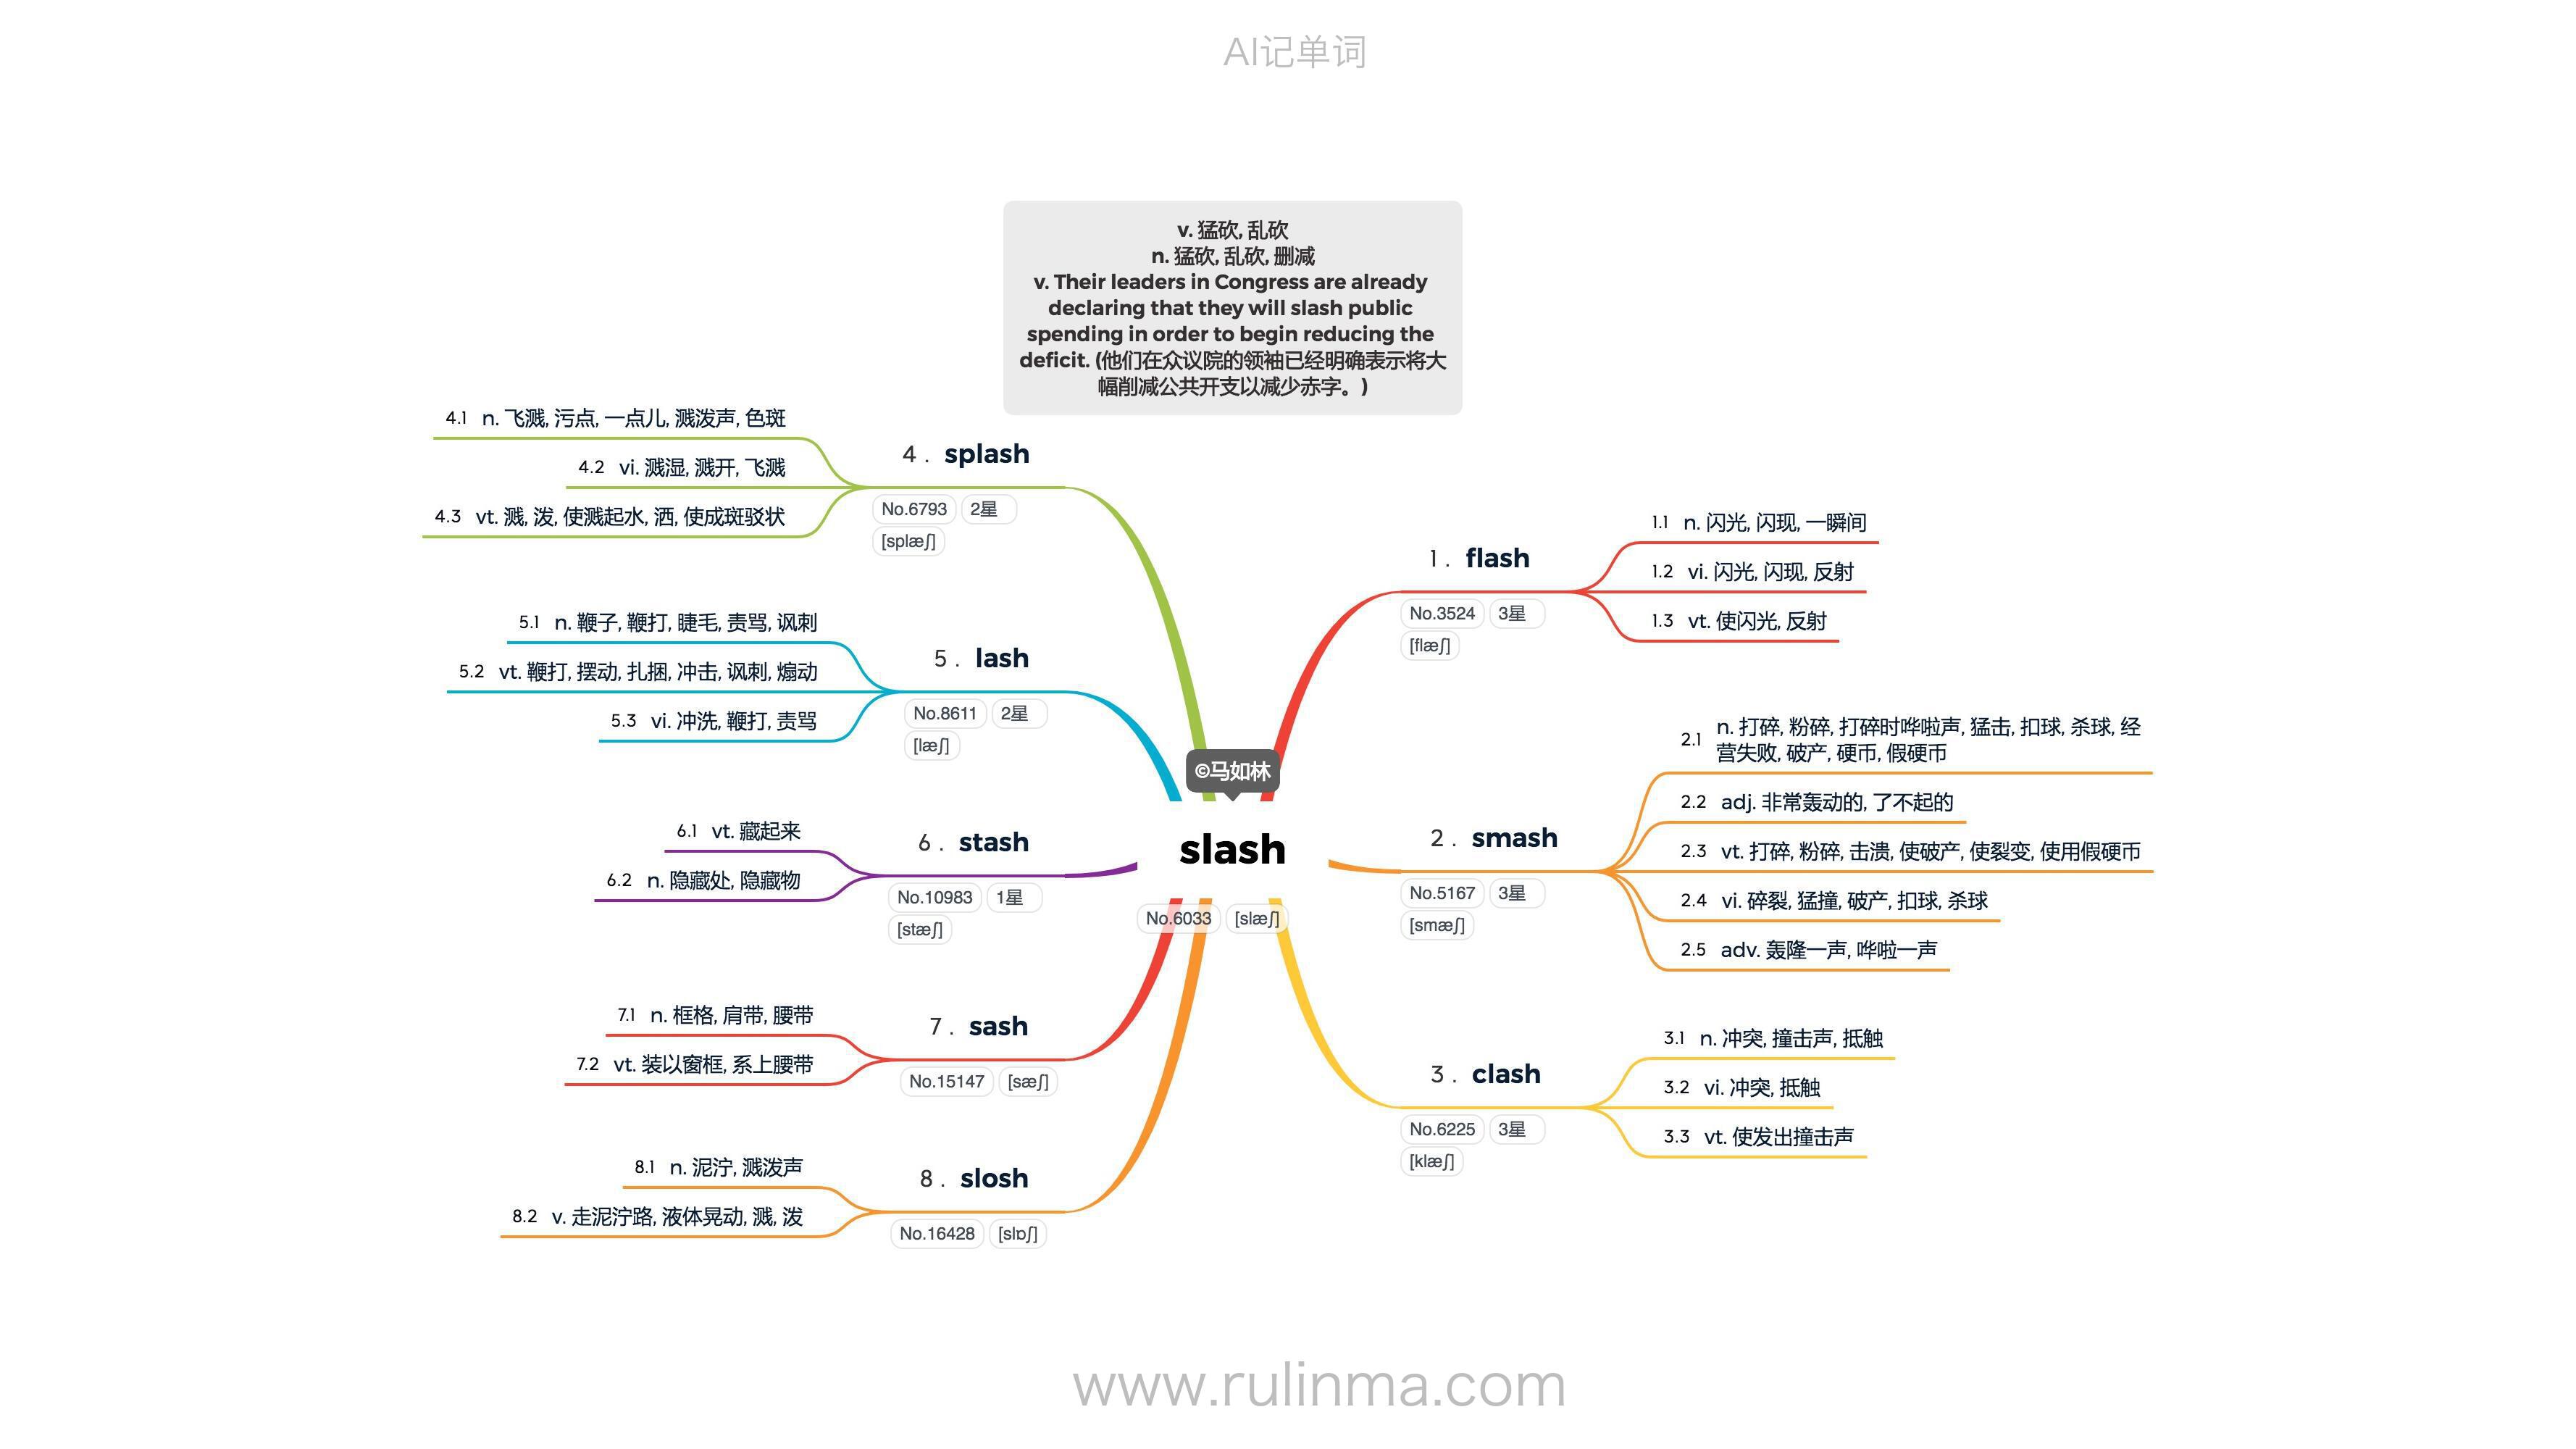 AI记单词
v. 猛砍, 乱砍
n. 猛砍, 乱砍, 删减
v. Their leaders in Congress are already
declaring that they will slash public
spending in order to begin reducing the
deficit. (他们在众议院的领袖已经明确表示将大
幅削减公共开支以减少赤字。)
©马如林
slash
No.6033 [slæʃ]
1. flash
No.3524 3星
[flæʃ]
1.1 n. 闪光, 闪现, 一瞬间
1.2 vi. 闪光, 闪现, 反射
1.3 vt. 使闪光, 反射
2. smash
No.5167 3星
[smæʃ]
2.1 n. 打碎, 粉碎, 打碎时哗啦声, 猛击, 扣球, 杀球, 经
营失败, 破产, 硬币, 假硬币
2.2 adj. 非常轰动的, 了不起的
2.3 vt. 打碎, 粉碎, 击溃, 使破产, 使裂变, 使用假硬币
2.4 vi. 碎裂, 猛撞, 破产, 扣球, 杀球
2.5 adv. 轰隆一声, 哗啦一声
3. clash
No.6225 3星
[klæʃ]
3.1 n. 冲突, 撞击声, 抵触
3.2 vi. 冲突, 抵触
3.3 vt. 使发出撞击声
4. splash
No.6793 2星
[splæʃ]
4.1 n. 飞溅, 污点, 一点儿, 溅泼声, 色斑
4.2 vi. 溅湿, 溅开, 飞溅
4.3 vt. 溅, 泼, 使溅起水, 洒, 使成斑驳状
5. lash
No.8611 2星
[læʃ]
5.1 n. 鞭子, 鞭打, 睫毛, 责骂, 讽刺
5.2 vt. 鞭打, 摆动, 扎捆, 冲击, 讽刺, 煽动
5.3 vi. 冲洗, 鞭打, 责骂
6. stash
No.10983 1星
[stæʃ]
6.1 vt. 藏起来
6.2 n. 隐藏处, 隐藏物
7. sash
No.15147 [sæʃ]
7.1 n. 框格, 肩带, 腰带
7.2 vt. 装以窗框, 系上腰带
8. slosh
No.16428 [slɒʃ]
8.1 n. 泥泞, 溅泼声
8.2 v. 走泥泞路, 液体晃动, 溅, 泼
www.rulinma.com